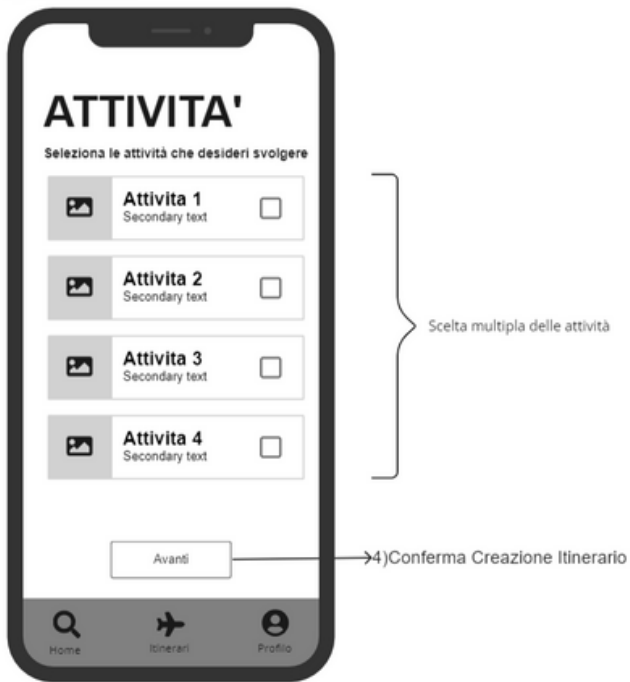 ATTIVITA'
Seleziona le attività che desideri svolgere
Attivita 1
Secondary text
Attivita 2
Secondary text
Attivita 3
Secondary text
Attivita 4
Secondary text
Scelta multipla delle attività
Avanti
4)Conferma Creazione Itinerario
Home
Itinerari
Profilo